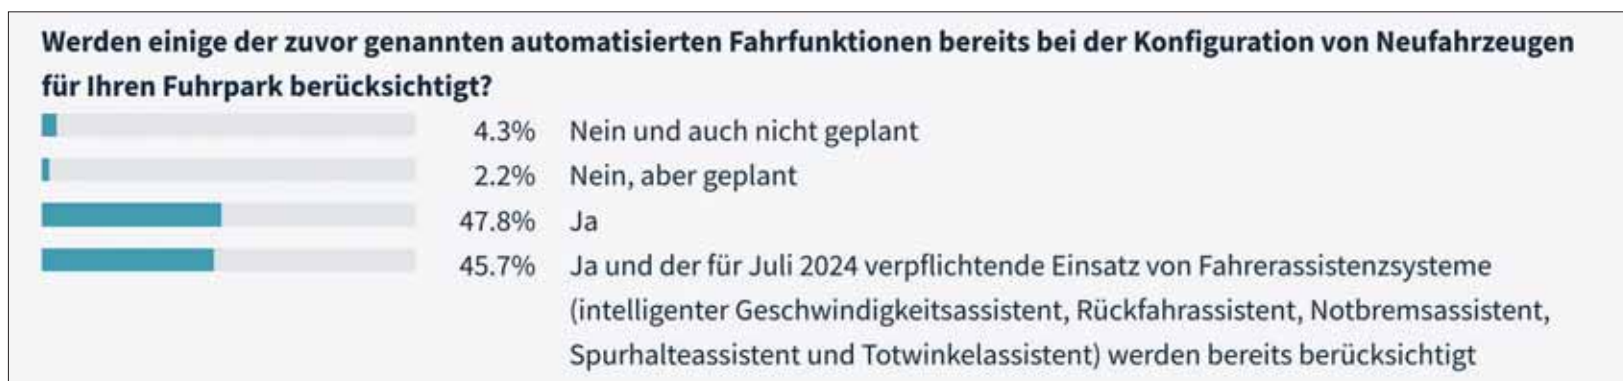 Werden einige der zuvor genannten automatisierten Fahrfunktionen bereits bei der Konfiguration von Neufahrzeugen
für Ihren Fuhrpark berücksichtigt?
4.3% Nein und auch nicht geplant
2.2% Nein, aber geplant
47.8% Ja
45.7% Ja und der für Juli 2024 verpflichtende Einsatz von Fahrerassistenzsysteme
(intelligenter Geschwindigkeitsassistent, Rückfahrassistent, Notbremsassistent,
Spurhalteassistent und Totwinkelassistent) werden bereits berücksichtigt